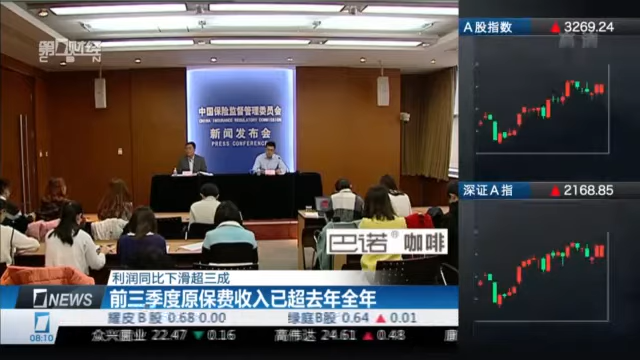 第1财经
中国保险监督管理委员会
CHINA INSURANCE REGULATORY COMMISSION
新闻发布会
PRESS CONFERENCE
巴诺® 咖啡
利润同比下滑超三成
前三季度原保费收入已超去年全年
NEWS
耀皮B股 0.68 0.00 绿庭B股 0.64 ▲ 0.01
08:10
众兴菌业 22.47 ▼ 0.16 高伟达 24.61 ▲ 0.48 康
A股指数 ▲ 3269.24
深证A指 ▲ 2168.85